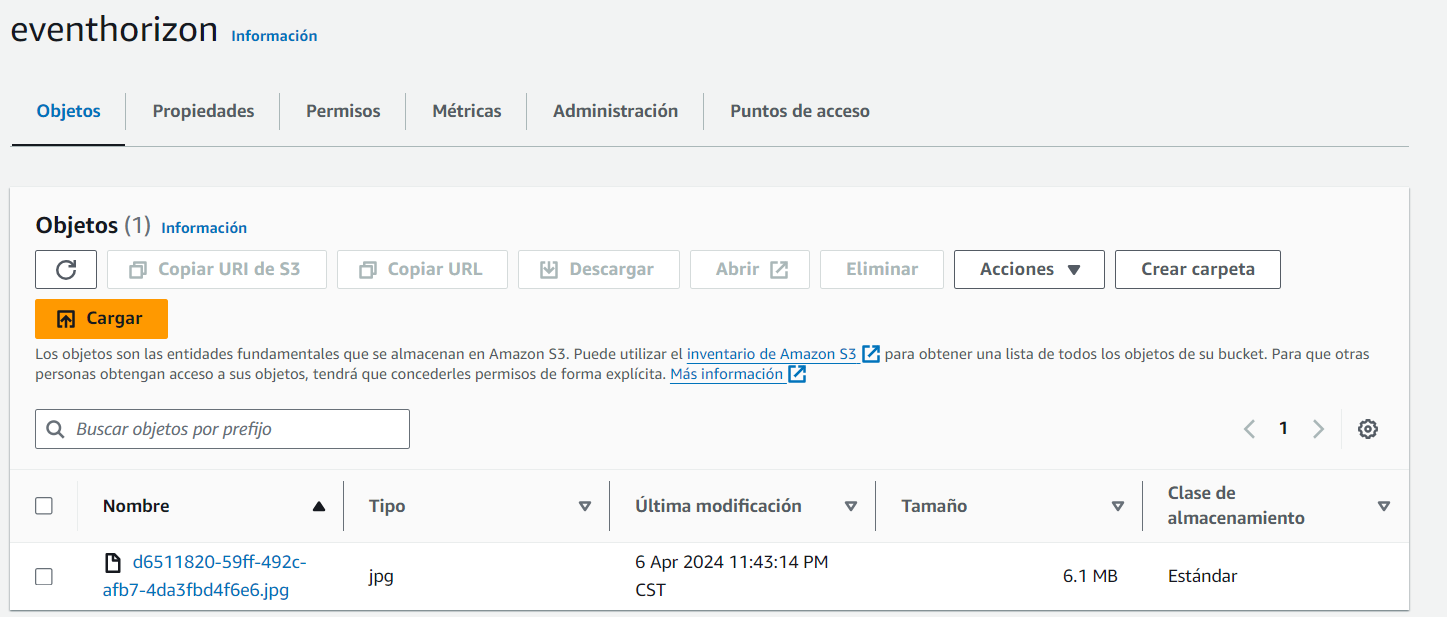 eventhorizon Información
Objetos Propiedades Permisos Métricas Administración Puntos de acceso
Objetos (1) Información
Copiar URI de S3 Copiar URL Descargar Abrir Eliminar Acciones Crear carpeta
Cargar
Los objetos son las entidades fundamentales que se almacenan en Amazon S3. Puede utilizar el inventario de Amazon S3 para obtener una lista de todos los objetos de su bucket. Para que otras
personas obtengan acceso a sus objetos, tendrá que concederles permisos de forma explícita. Más información
Buscar objetos por prefijo 1
Nombre Tipo Última modificación Tamaño Clase de
almacenamiento
d6511820-59ff-492c-
afb7-4da3fbd4f6e6.jpg
jpg
6 Apr 2024 11:43:14 PM
CST
6.1 MB
Estándar